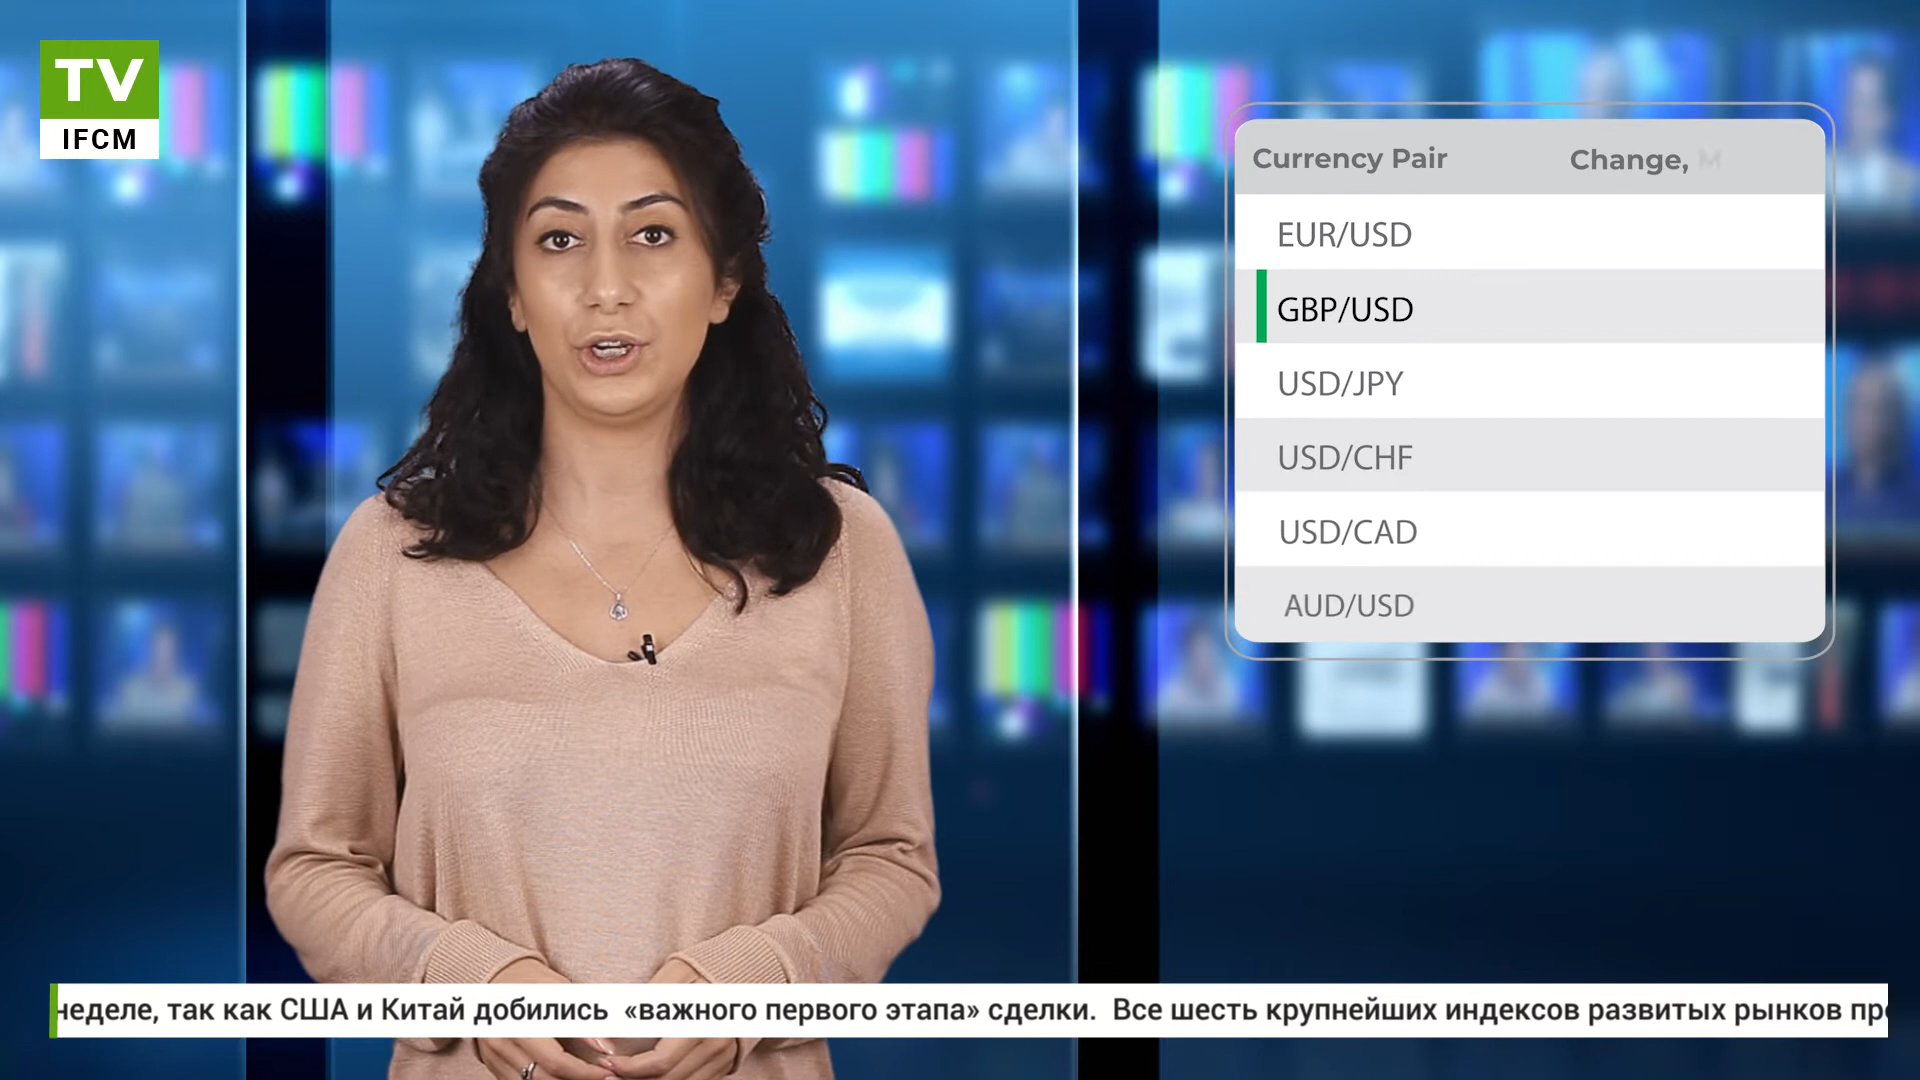 TV
IFCM
Currency Pair Change, M
EUR/USD
GBP/USD
USD/JPY
USD/CHF
USD/CAD
AUD/USD
неделе, так как США и Китай добились «важного первого этапа» сделки. Все шесть крупнейших индексов развитых рынков